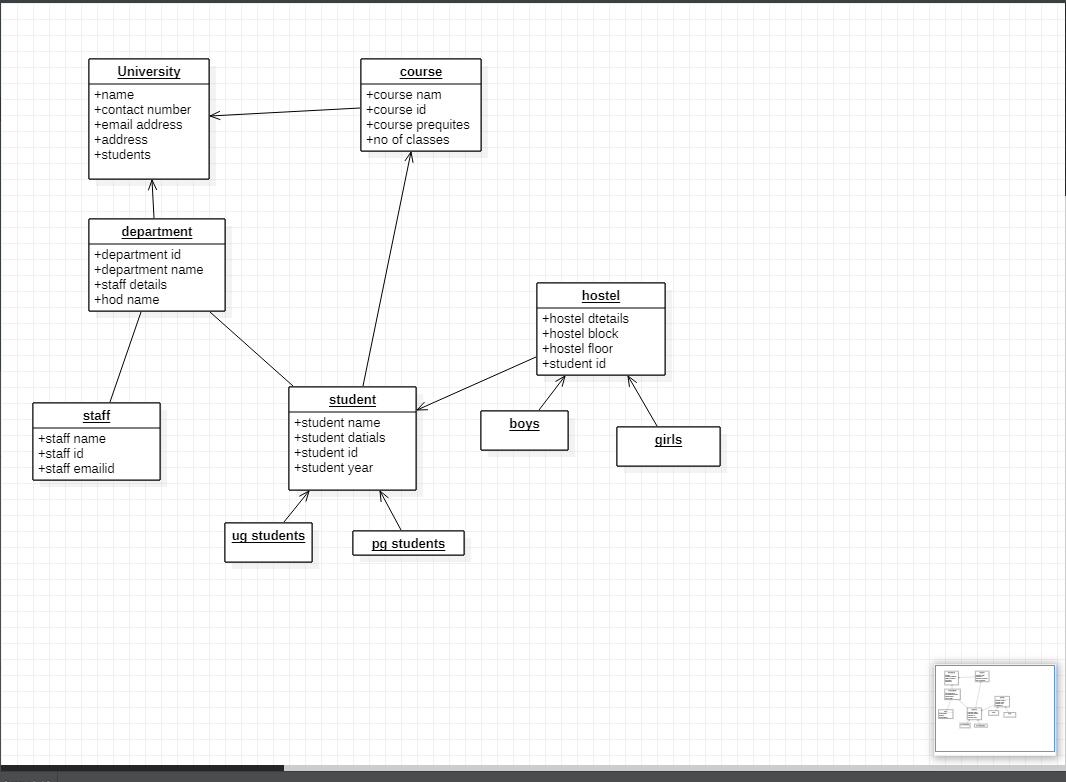 University
+name
+contact number
+email address
+address
+students
course
+course nam
+course id
+course prequites
+no of classes
department
+department id
+department name
+staff details
+hod name
hostel
+hostel dtetails
+hostel block
+hostel floor
+student id
staff
+staff name
+staff id
+staff emailid
student
+student name
+student datials
+student id
+student year
boys
girls
ug students
pg students